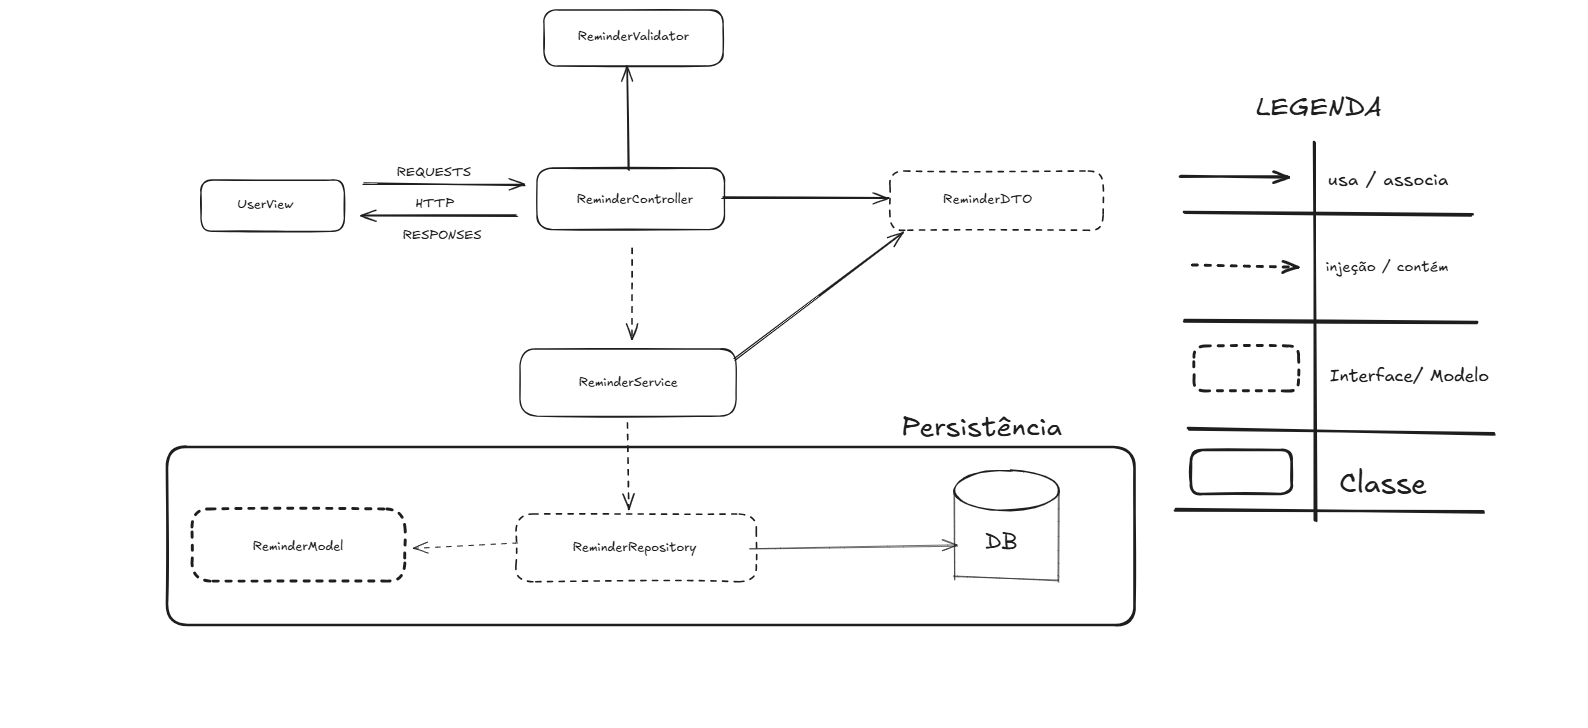 ReminderValidator
LEGENDA
REQUESTS
UserView
HTTP
RESPONSES
ReminderController
ReminderDTO
usa / associa
injeção / contém
ReminderService
Interface/ Modelo
Persistência
Classe
ReminderModel
ReminderRepository
DB